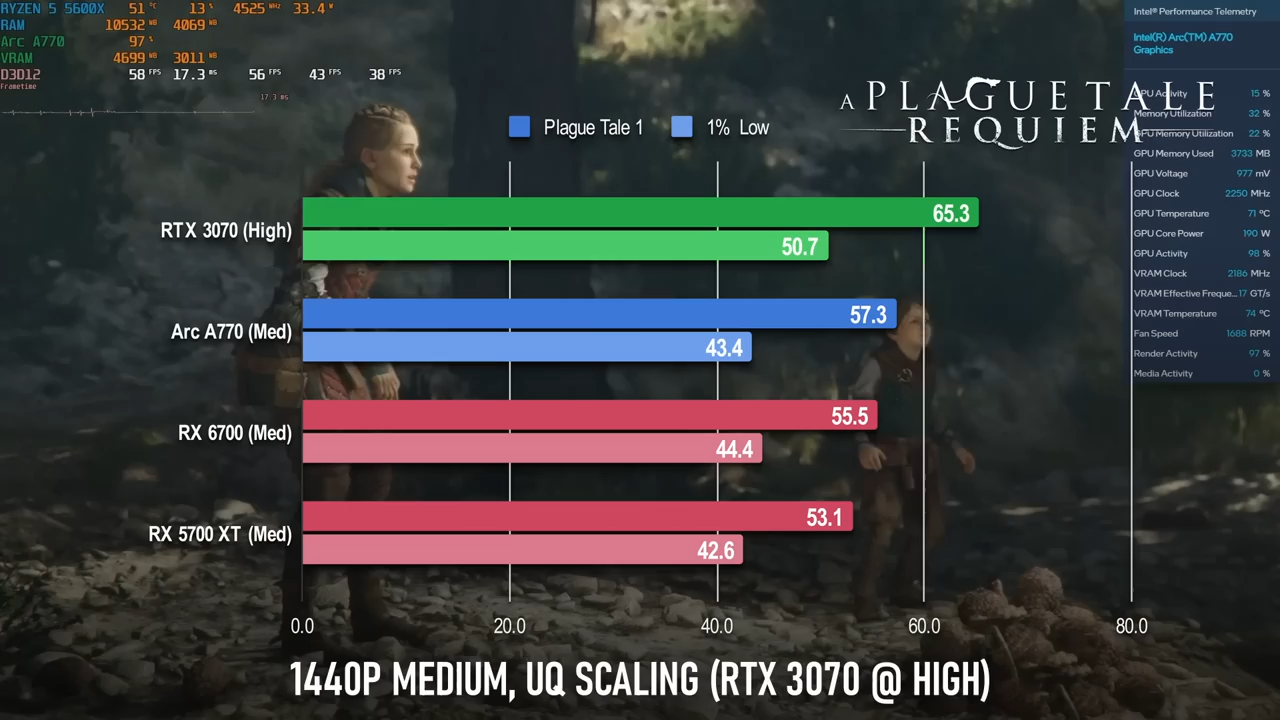 RYZEN 5 5600X 51 °C 13 % 4525 MHz 33.4 W
RAM 10532 MB 4069 MB
Arc A770 97 %
VRAM 4699 MB 3011 MB
D3D12 58 FPS 17.3 ms 56 FPS 43 FPS 38 FPS
Frametime
17.3 ms
Intel® Performance Telemetry
Intel(R) Arc(TM) A770
Graphics
A PLAGUE TALE
REQUIEM
Activity 15 %
Memory Utilization 32 %
GPU Memory Utilization 22 %
GPU Memory Used 3733 MB
GPU Voltage 977 mV
GPU Clock 2250 MHz
GPU Temperature 71 °C
GPU Core Power 190 W
GPU Activity 98 %
VRAM Clock 2186 MHz
VRAM Effective Freque... 17 GT/s
VRAM Temperature 74 °C
Fan Speed 1688 RPM
Render Activity 97 %
Media Activity 0 %
Plague Tale 1 1% Low
RTX 3070 (High) 65.3
50.7
Arc A770 (Med) 57.3
43.4
RX 6700 (Med) 55.5
44.4
RX 5700 XT (Med) 53.1
42.6
0.0 20.0 40.0 60.0 80.0
1440P MEDIUM, UQ SCALING (RTX 3070 @ HIGH)